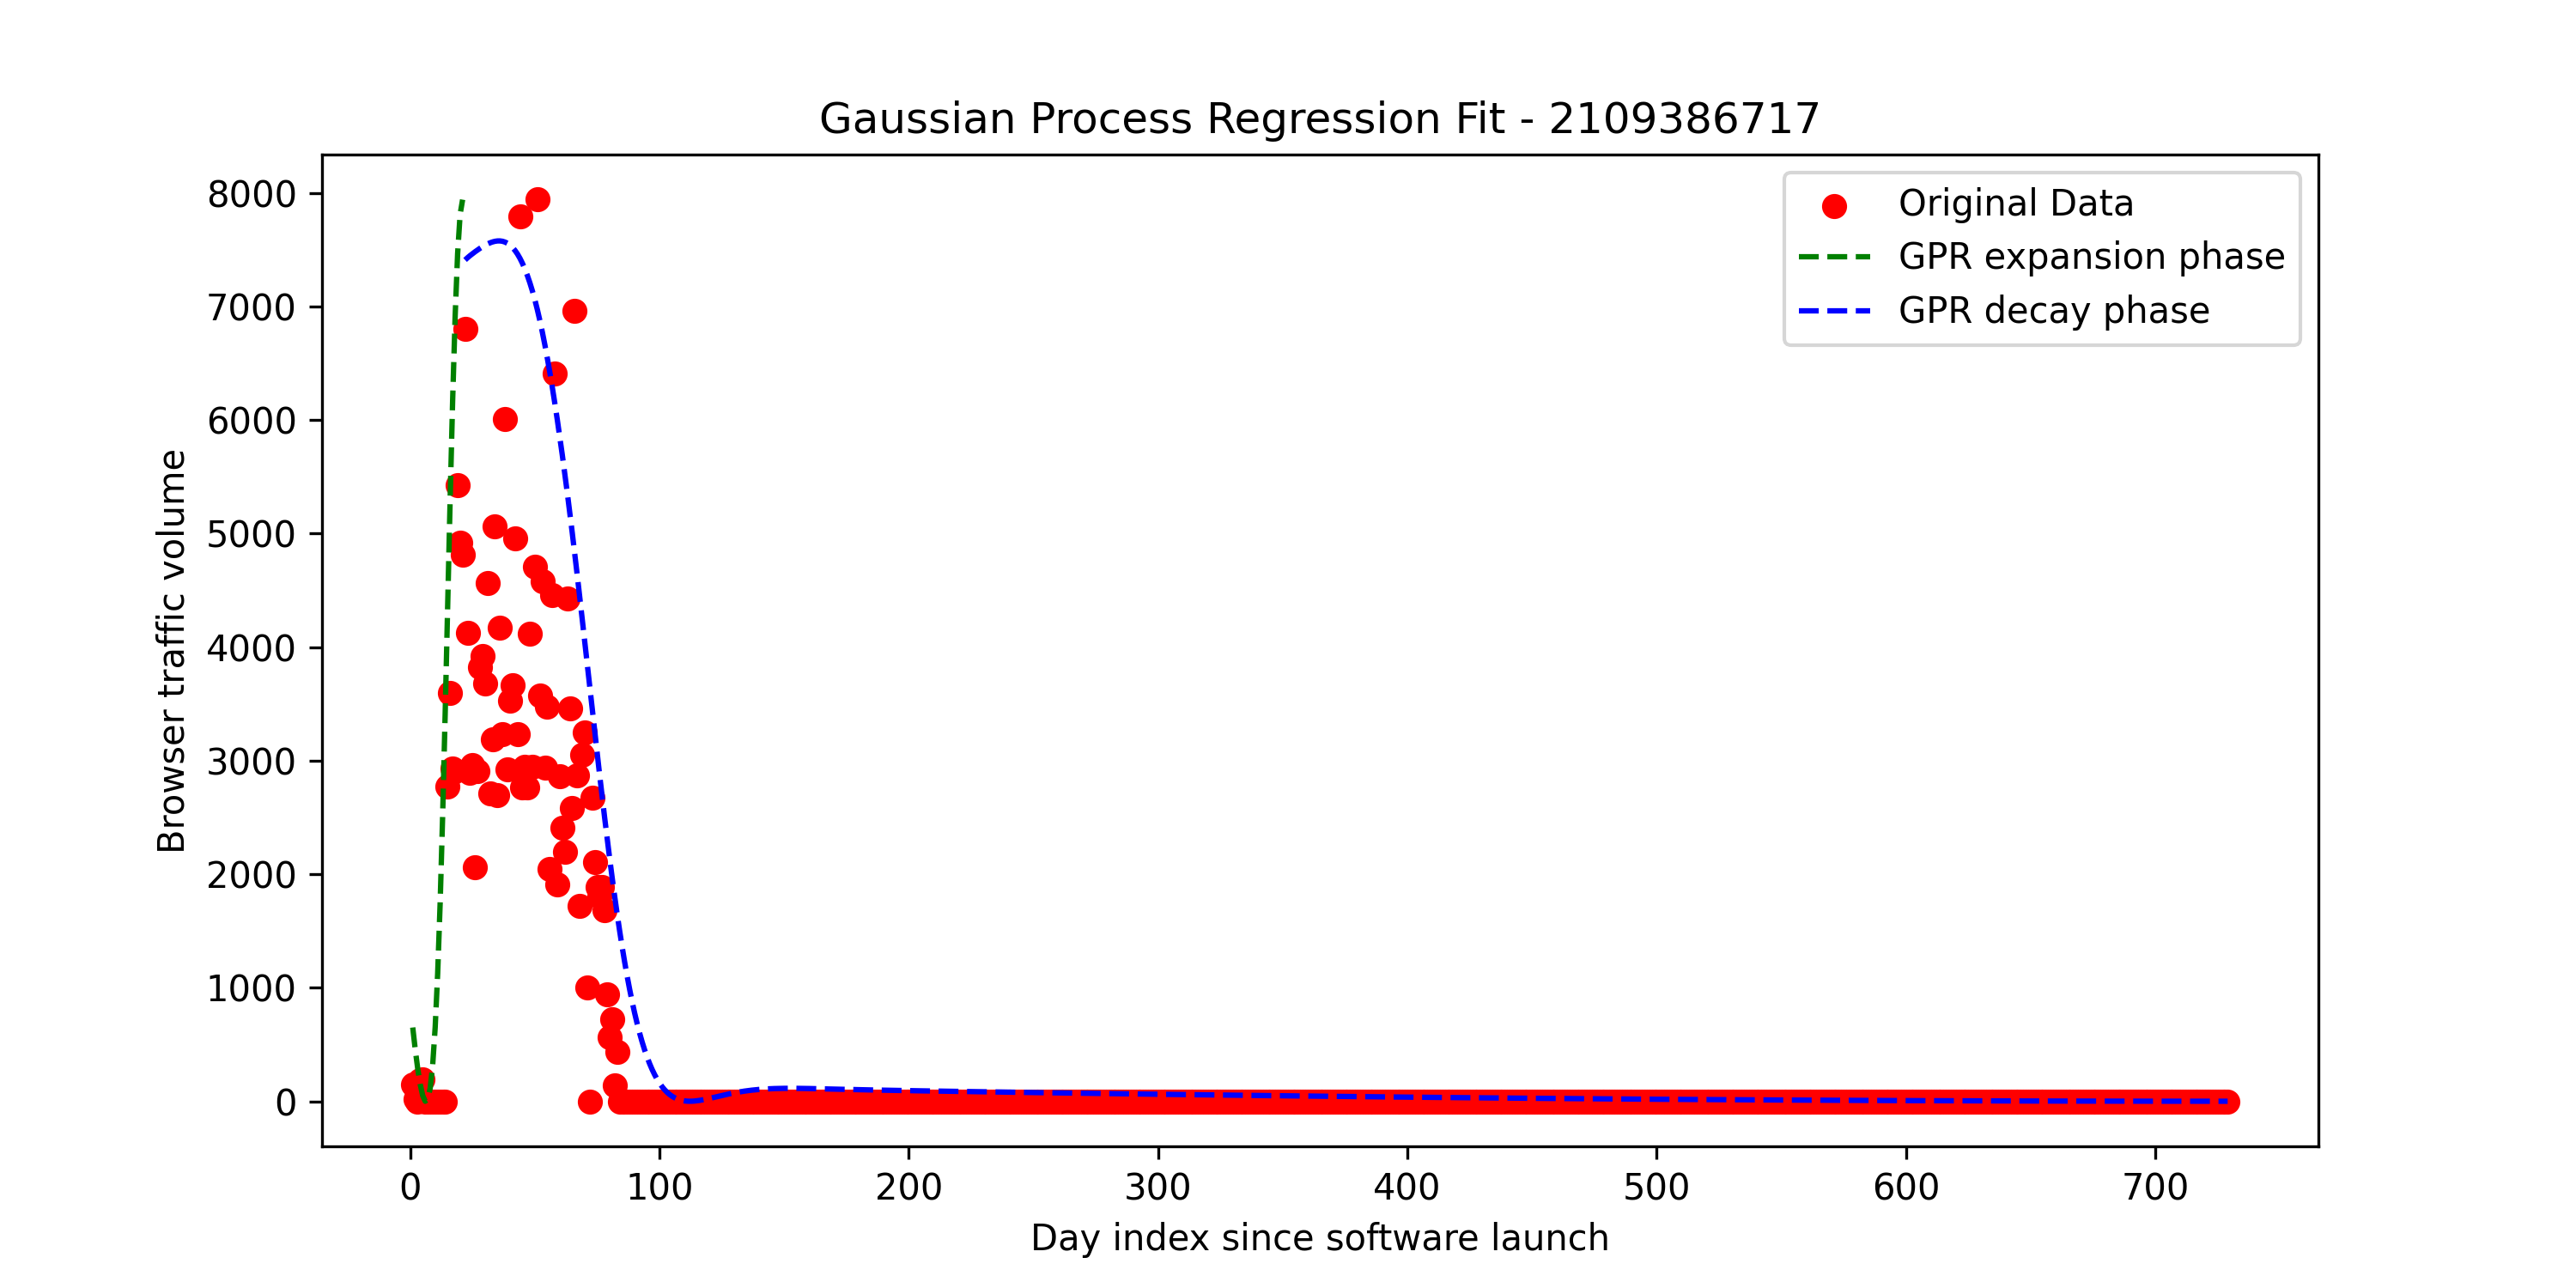 Gaussian Process Regression Fit - 2109386717
8000
7000
6000
5000
4000
3000
2000
1000
0
Browser traffic volume
Original Data
GPR expansion phase
GPR decay phase
0 100 200 300 400 500 600 700
Day index since software launch